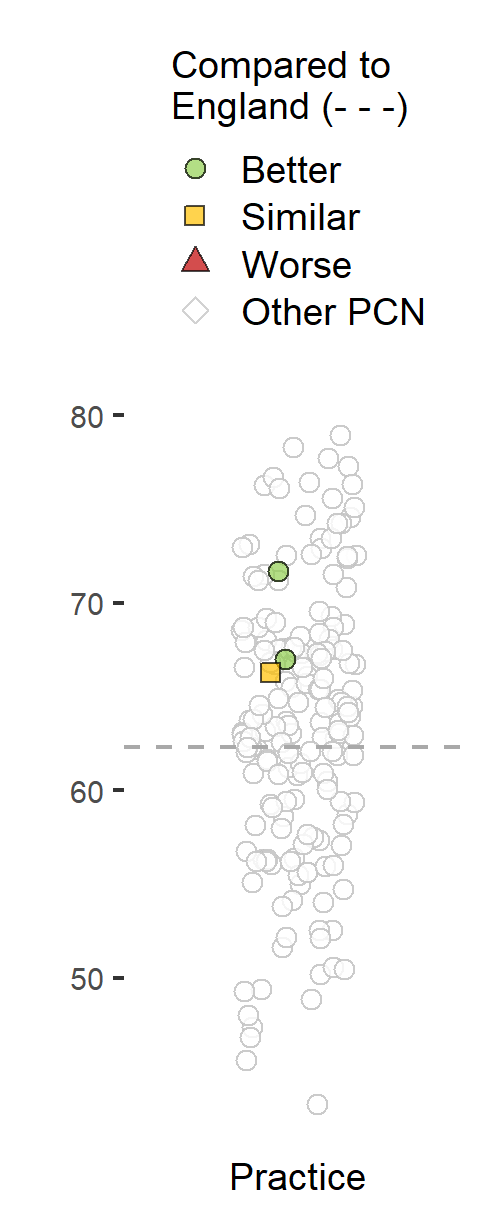 Compared to
England (- - -)
Better
Similar
Worse
Other PCN
80
70
60
50
Practice